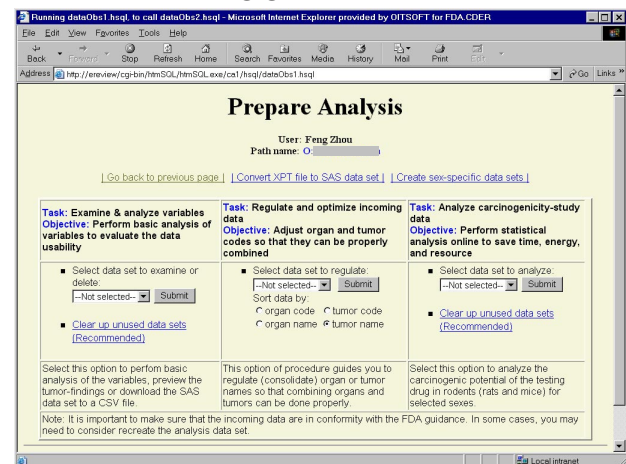 Running dataObs1.hsql, to call dataObs2.hsql - Microsoft Internet Explorer provided by OITSOFT for FDA.CDER
File Edit View Favorites Tools Help
Back Forward Stop Refresh Home Search Favorites Media History Mail Print Edit
Address http://ereview/cgi-bin/htmSQL/htmSQL.exe/ca1/hsql/dataObs1.hsql Go Links »
Prepare Analysis
User: Feng Zhou
Path name: O:
| Go back to previous page | | Convert XPT file to SAS data set | | Create sex-specific data sets |
Task: Examine & analyze variables
Objective: Perform basic analysis of
variables to evaluate the data
usability
Task: Regulate and optimize incoming
data
Objective: Adjust organ and tumor
codes so that they can be properly
combined
Task: Analyze carcinogenicity-study
data
Objective: Perform statistical
analysis online to save time, energy,
and resource
Select data set to examine or
delete:
--Not selected-- Submit
Clear up unused data sets
(Recommended)
Select data set to regulate:
--Not selected-- Submit
Sort data by:
organ code tumor code
organ name tumor name
Select data set to analyze:
--Not selected-- Submit
Clear up unused data sets
(Recommended)
Select this option to perform basic
analysis of the variables, preview the
tumor-findings or download the SAS
data set to a CSV file.
This option of procedure guides you to
regulate (consolidate) organ or tumor
names so that combining organs and
tumors can be done properly.
Select this option to analyze the
carcinogenic potential of the testing
drug in rodents (rats and mice) for
selected sexes.
Note: It is important to make sure that the incoming data are in conformity with the FDA guidance. In some cases, you may
need to consider recreate the analysis data set.
Local intranet